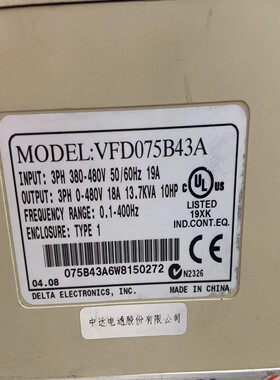 MODEL:VFD075B43A
INPUT: 3PH 380-480V 50/60Hz 19A
OUTPUT: 3PH 0-480V 18A 13.7KVA 10HP
FREQUENCY RANGE: 0.1-400Hz
ENCLOSURE: TYPE 1
C UL US
LISTED
19XK
IND.CONT.EQ.
075B43A6W8150272
N2326
04.08
DELTA ELECTRONICS, INC.
MADE IN CHINA
中达电通股份有限公司